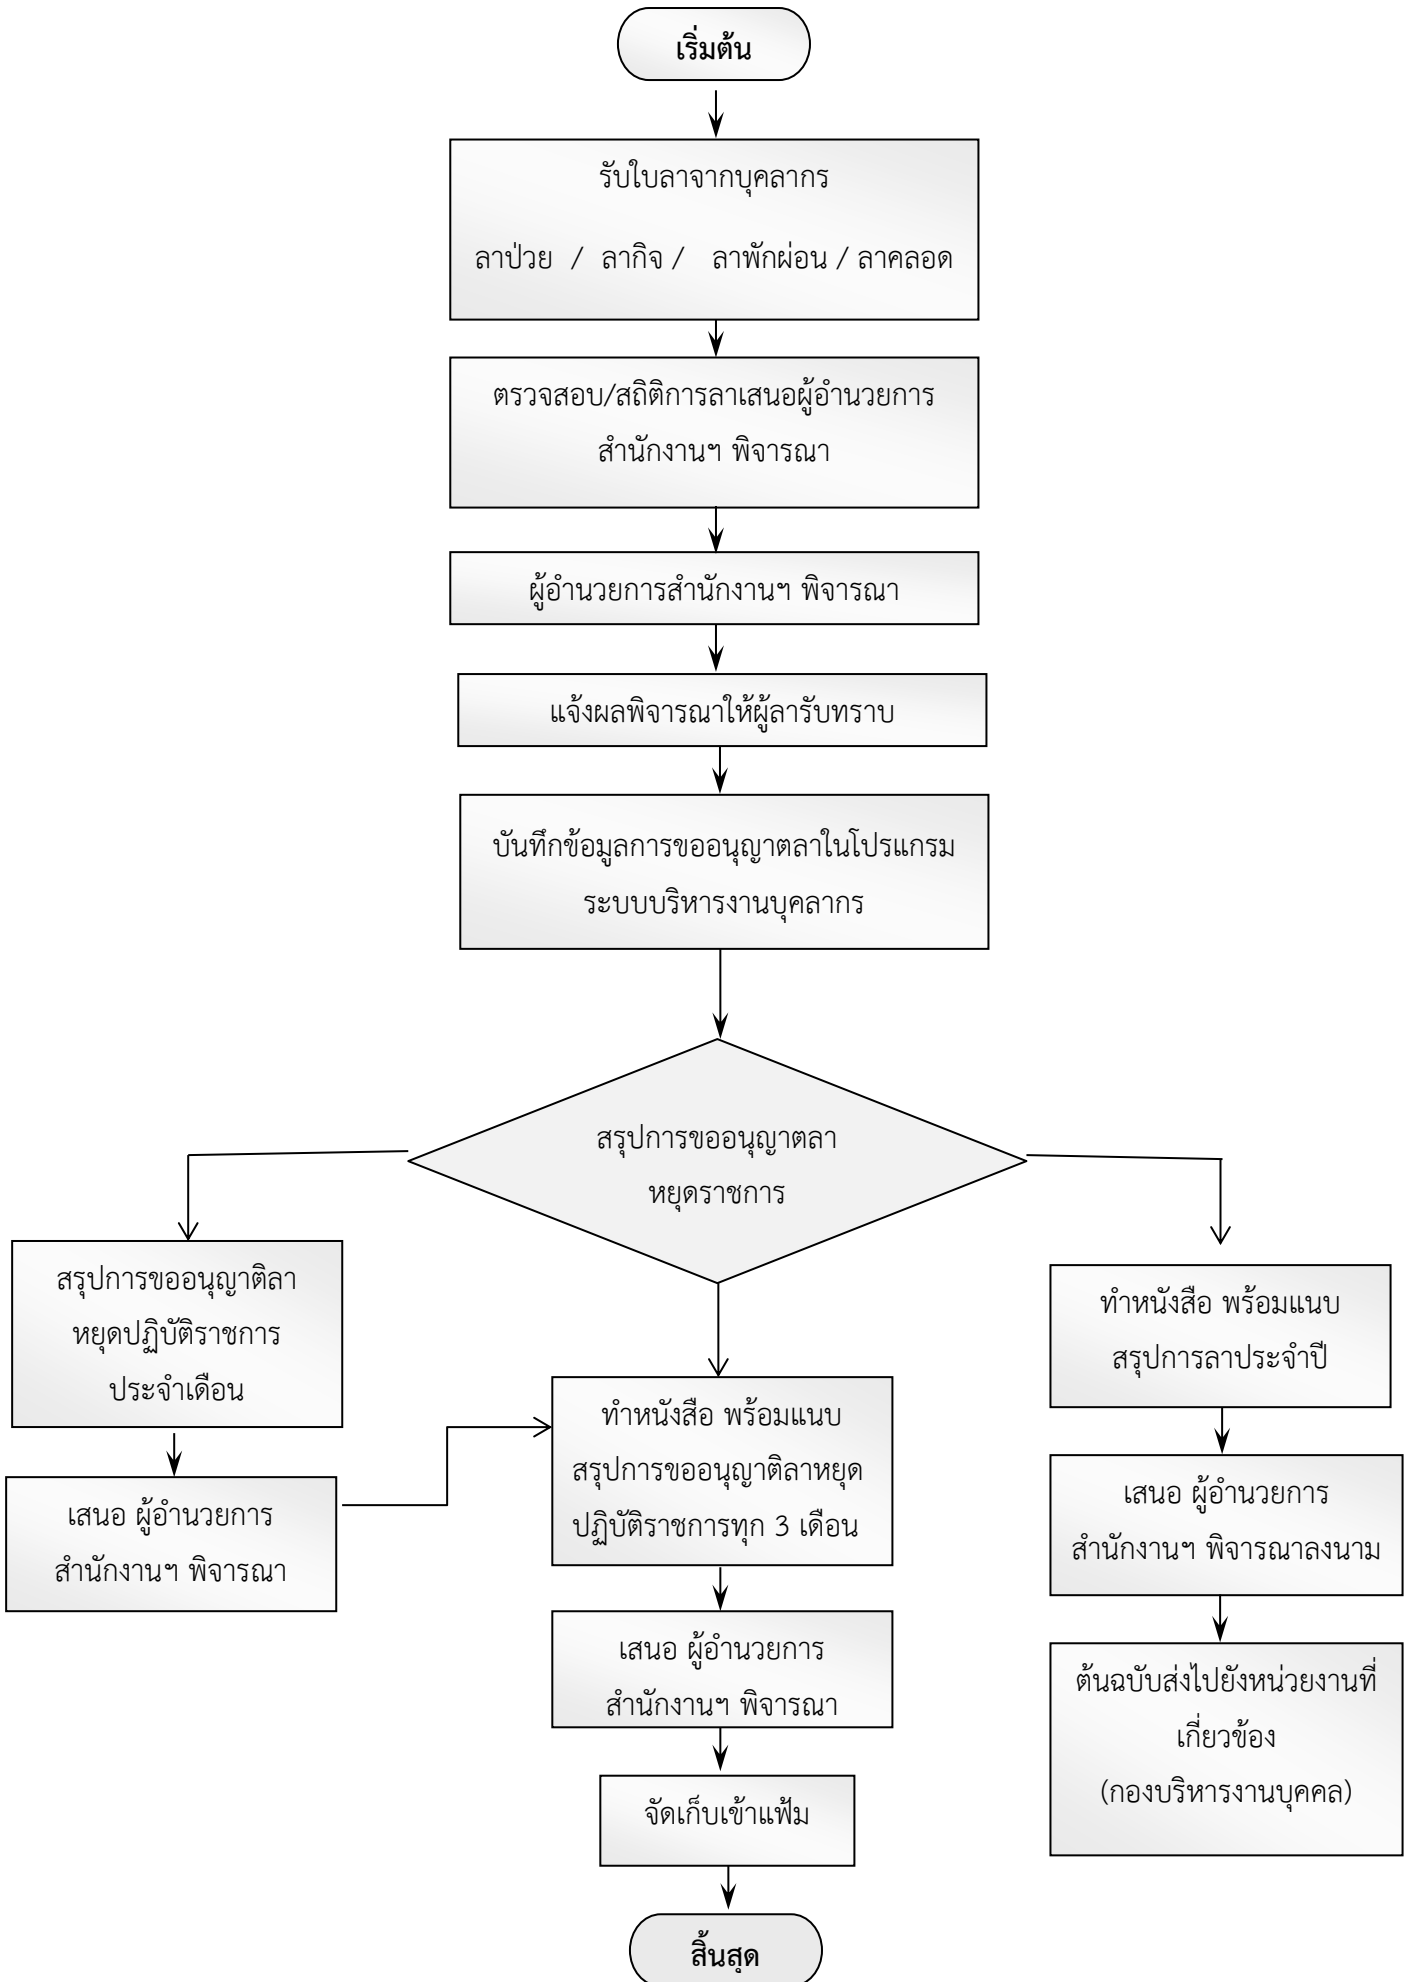 เริ่มต้น
รับใบลาจากบุคลากร
ลาป่วย / ลากิจ / ลาพักผ่อน / ลาคลอด
ตรวจสอบ/สถิติการลาเสนอผู้อำนวยการ
สำนักงานฯ พิจารณา
ผู้อำนวยการสำนักงานฯ พิจารณา
แจ้งผลพิจารณาให้ผู้ลารับทราบ
บันทึกข้อมูลการขออนุญาตลาในโปรแกรม
ระบบบริหารงานบุคลากร
สรุปการขออนุญาตลา
หยุดราชการ
สรุปการขออนุญาติลา
หยุดปฏิบัติราชการ
ประจำเดือน
เสนอ ผู้อำนวยการ
สำนักงานฯ พิจารณา
ทำหนังสือ พร้อมแนบ
สรุปการขออนุญาติลาหยุด
ปฏิบัติราชการทุก 3 เดือน
เสนอ ผู้อำนวยการ
สำนักงานฯ พิจารณา
จัดเก็บเข้าแฟ้ม
สิ้นสุด
ทำหนังสือ พร้อมแนบ
สรุปการลาประจำปี
เสนอ ผู้อำนวยการ
สำนักงานฯ พิจารณาลงนาม
ต้นฉบับส่งไปยังหน่วยงานที่
เกี่ยวข้อง
(กองบริหารงานบุคคล)